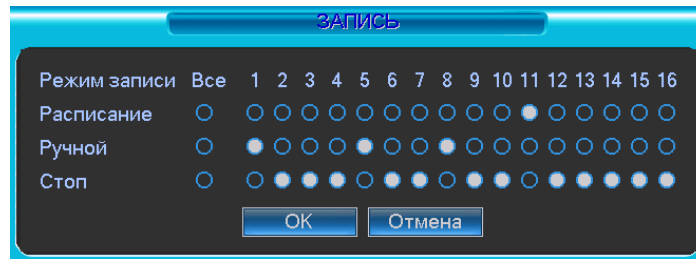 ЗАПИСЬ
Режим записи Все 1 2 3 4 5 6 7 8 9 10 11 12 13 14 15 16
Расписание
Ручной
Стоп
OK Отмена